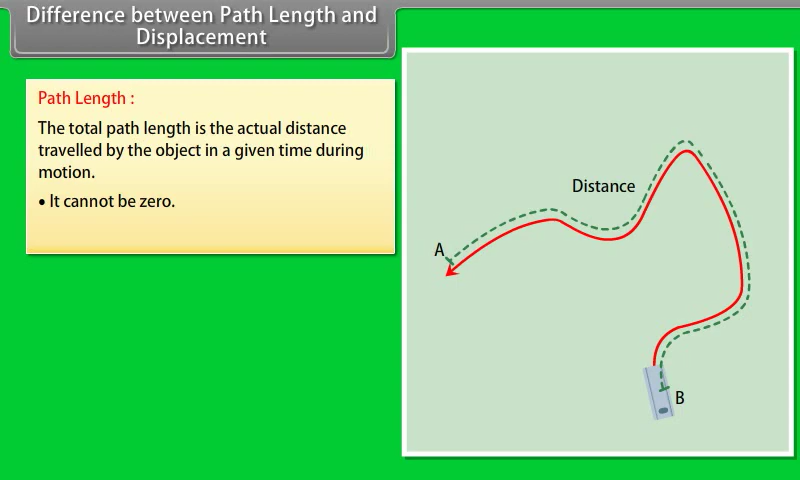 Difference between Path Length and
Displacement
Path Length :
The total path length is the actual distance
travelled by the object in a given time during
motion.
• It cannot be zero.
Distance
A
B